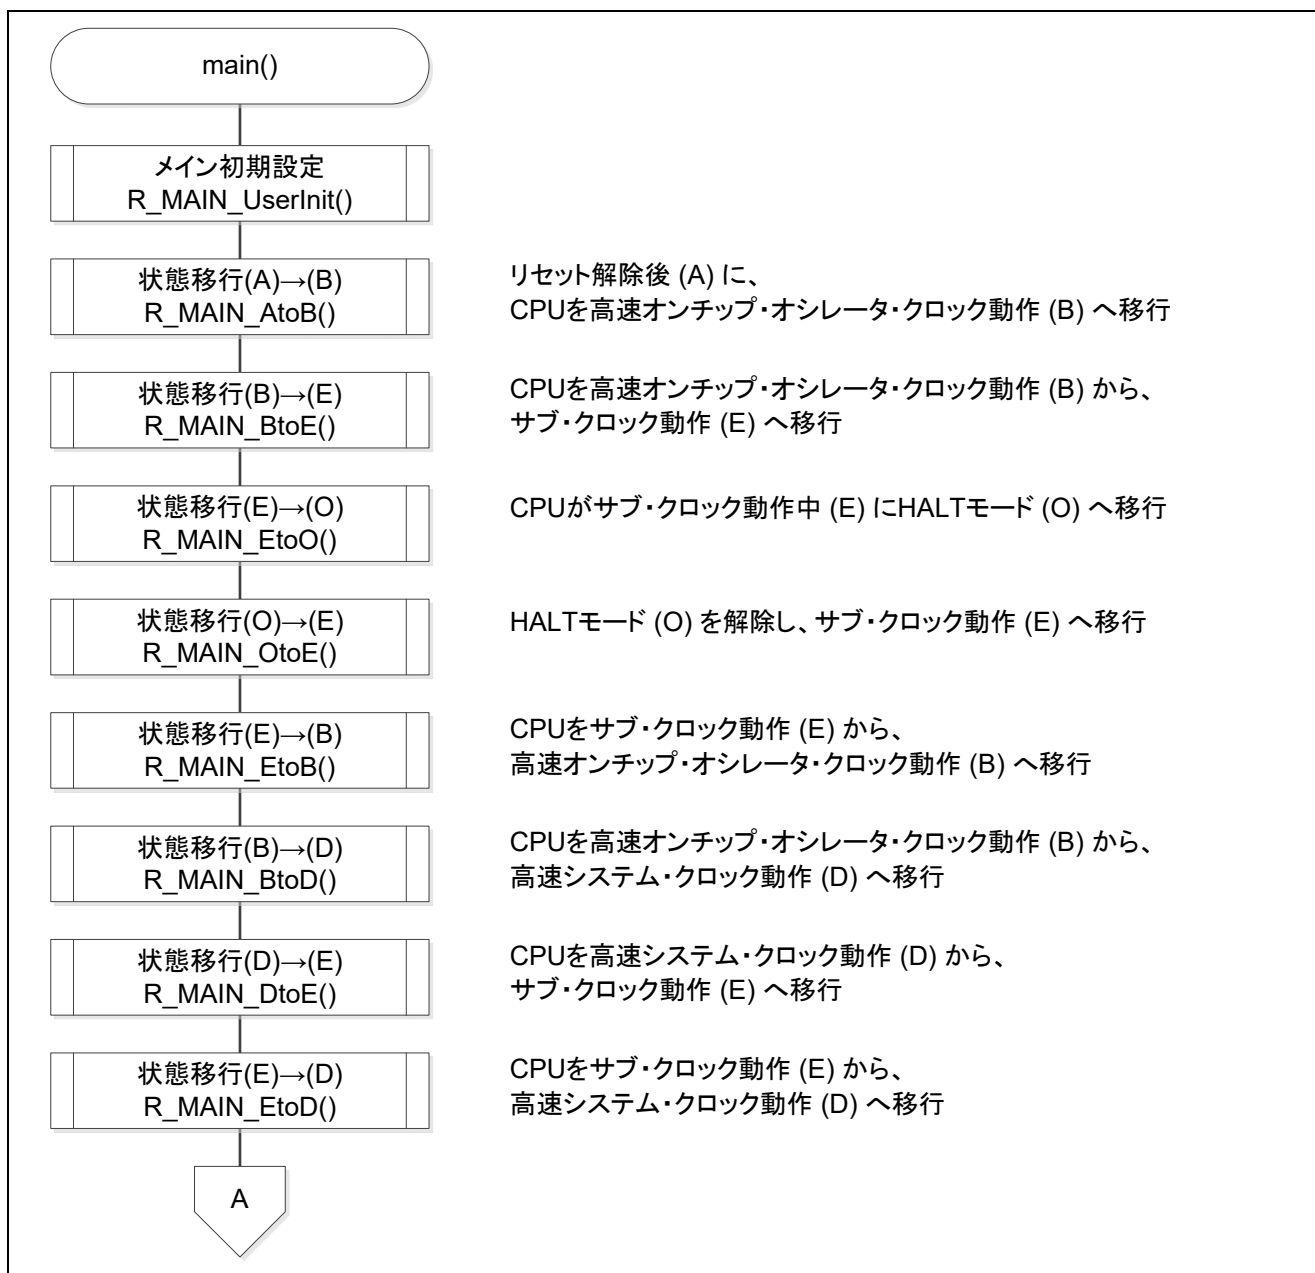 main()
メイン初期設定
R_MAIN_UserInit()
状態移行(A)→(B)
R_MAIN_AtoB()
リセット解除後 (A) に、
CPUを高速オンチップ・オシレータ・クロック動作 (B) へ移行
状態移行(B)→(E)
R_MAIN_BtoE()
CPUを高速オンチップ・オシレータ・クロック動作 (B) から、
サブ・クロック動作 (E) へ移行
状態移行(E)→(O)
R_MAIN_EtoO()
CPUがサブ・クロック動作中 (E) にHALTモード (O) へ移行
状態移行(O)→(E)
R_MAIN_OtoE()
HALTモード (O) を解除し、サブ・クロック動作 (E) へ移行
状態移行(E)→(B)
R_MAIN_EtoB()
CPUをサブ・クロック動作 (E) から、
高速オンチップ・オシレータ・クロック動作 (B) へ移行
状態移行(B)→(D)
R_MAIN_BtoD()
CPUを高速オンチップ・オシレータ・クロック動作 (B) から、
高速システム・クロック動作 (D) へ移行
状態移行(D)→(E)
R_MAIN_DtoE()
CPUを高速システム・クロック動作 (D) から、
サブ・クロック動作 (E) へ移行
状態移行(E)→(D)
R_MAIN_EtoD()
CPUをサブ・クロック動作 (E) から、
高速システム・クロック動作 (D) へ移行
A